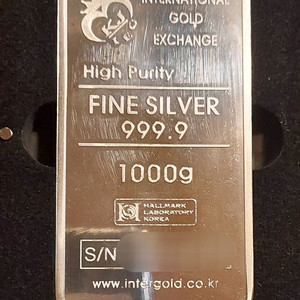 INTERNATIONAL
GOLD
EXCHANGE
High Purity
FINE SILVER
999.9
1000g
HALLMARK
LABORATORY
KOREA
S/N
www.intergold.co.kr